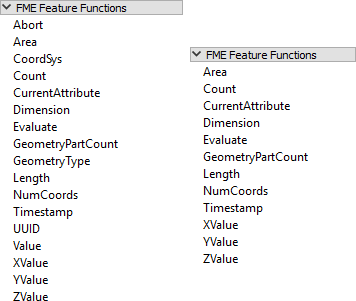 FME Feature Functions
Abort
Area
CoordSys
Count
CurrentAttribute
Dimension
Evaluate
GeometryPartCount
GeometryType
Length
NumCoords
Timestamp
UUID
Value
XValue
YValue
ZValue
FME Feature Functions
Area
Count
CurrentAttribute
Dimension
Evaluate
GeometryPartCount
Length
NumCoords
Timestamp
XValue
YValue
ZValue